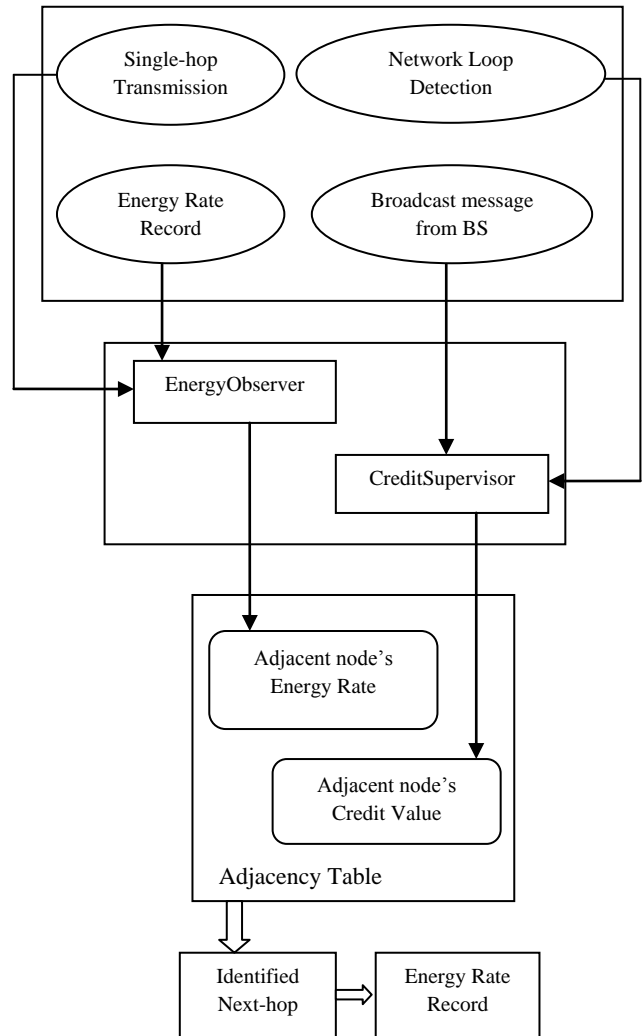 Single-hop
Transmission
Network Loop
Detection
Energy Rate
Record
Broadcast message
from BS
EnergyObserver
CreditSupervisor
Adjacent node’s
Energy Rate
Adjacent node’s
Credit Value
Adjacency Table
Identified
Next-hop
Energy Rate
Record